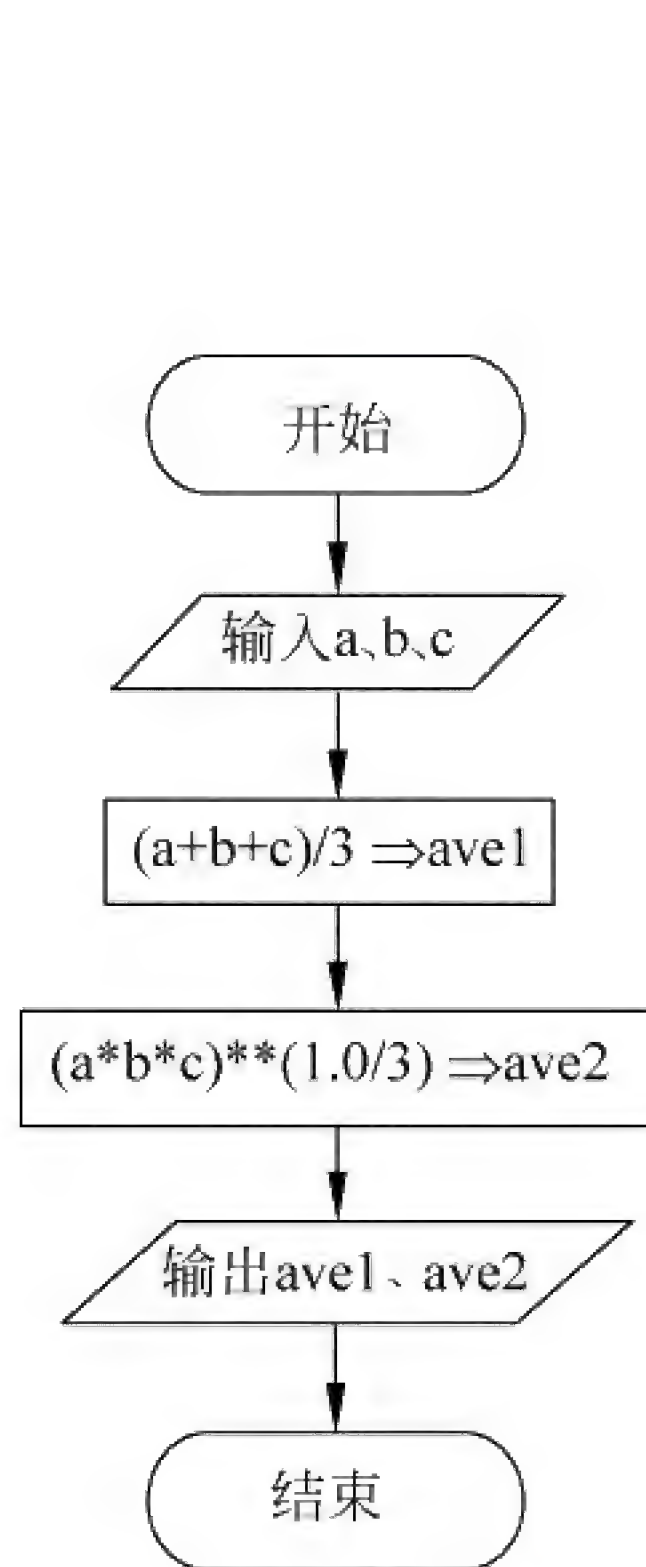 开始
输入a、b、c
(a+b+c)/3 ⇒ave1
(a*b*c)**(1.0/3) ⇒ave2
输出ave1、ave2
结束